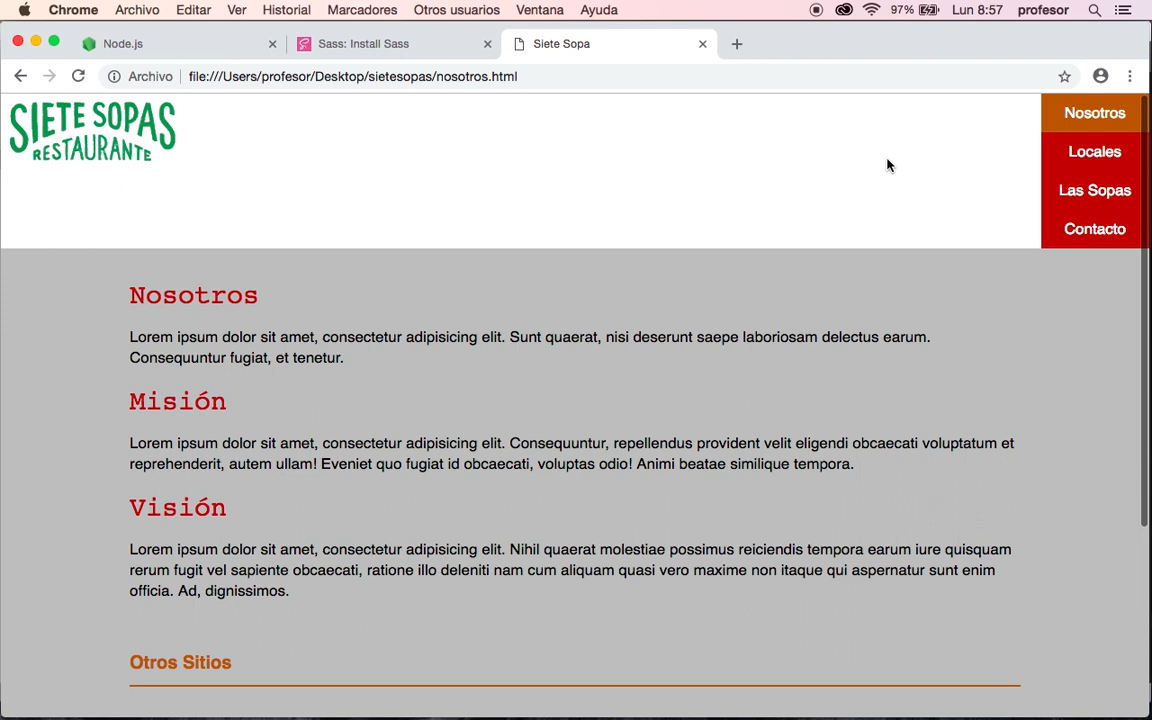 Chrome Archivo Editar Ver Historial Marcadores Otros usuarios Ventana Ayuda 97% Lun 8:57 profesor
Node.js Sass: Install Sass Siete Sopa
Archivo file:///Users/profesor/Desktop/sietesopas/nosotros.html
SIETE SOPAS
RESTAURANTE
Nosotros
Locales
Las Sopas
Contacto
Nosotros
Lorem ipsum dolor sit amet, consectetur adipisicing elit. Sunt quaerat, nisi deserunt saepe laboriosam delectus earum.
Consequuntur fugiat, et tenetur.
Misión
Lorem ipsum dolor sit amet, consectetur adipisicing elit. Consequuntur, repellendus provident velit eligendi obcaecati voluptatum et
reprehenderit, autem ullam! Eveniet quo fugiat id obcaecati, voluptas odio! Animi beatae similique tempora.
Visión
Lorem ipsum dolor sit amet, consectetur adipisicing elit. Nihil quaerat molestiae possimus reiciendis tempora earum iure quisquam
rerum fugit vel sapiente obcaecati, ratione illo deleniti nam cum aliquam quasi vero maxime non itaque qui aspernatur sunt enim
officia. Ad, dignissimos.
Otros Sitios